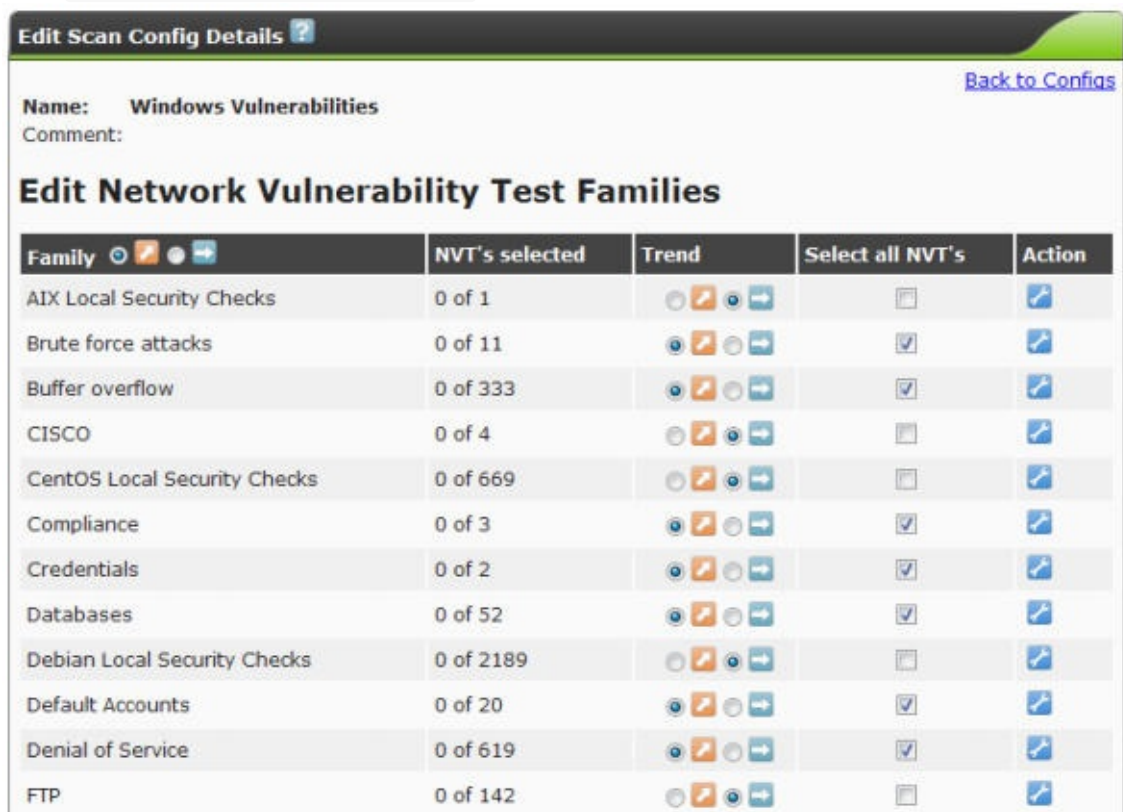 Edit Scan Config Details ?
Back to Configs
Name: Windows Vulnerabilities
Comment:
Edit Network Vulnerability Test Families
Family NVT's selected Trend Select all NVT's Action
AIX Local Security Checks 0 of 1
Brute force attacks 0 of 11
Buffer overflow 0 of 333
CISCO 0 of 4
CentOS Local Security Checks 0 of 669
Compliance 0 of 3
Credentials 0 of 2
Databases 0 of 52
Debian Local Security Checks 0 of 2189
Default Accounts 0 of 20
Denial of Service 0 of 619
FTP 0 of 142